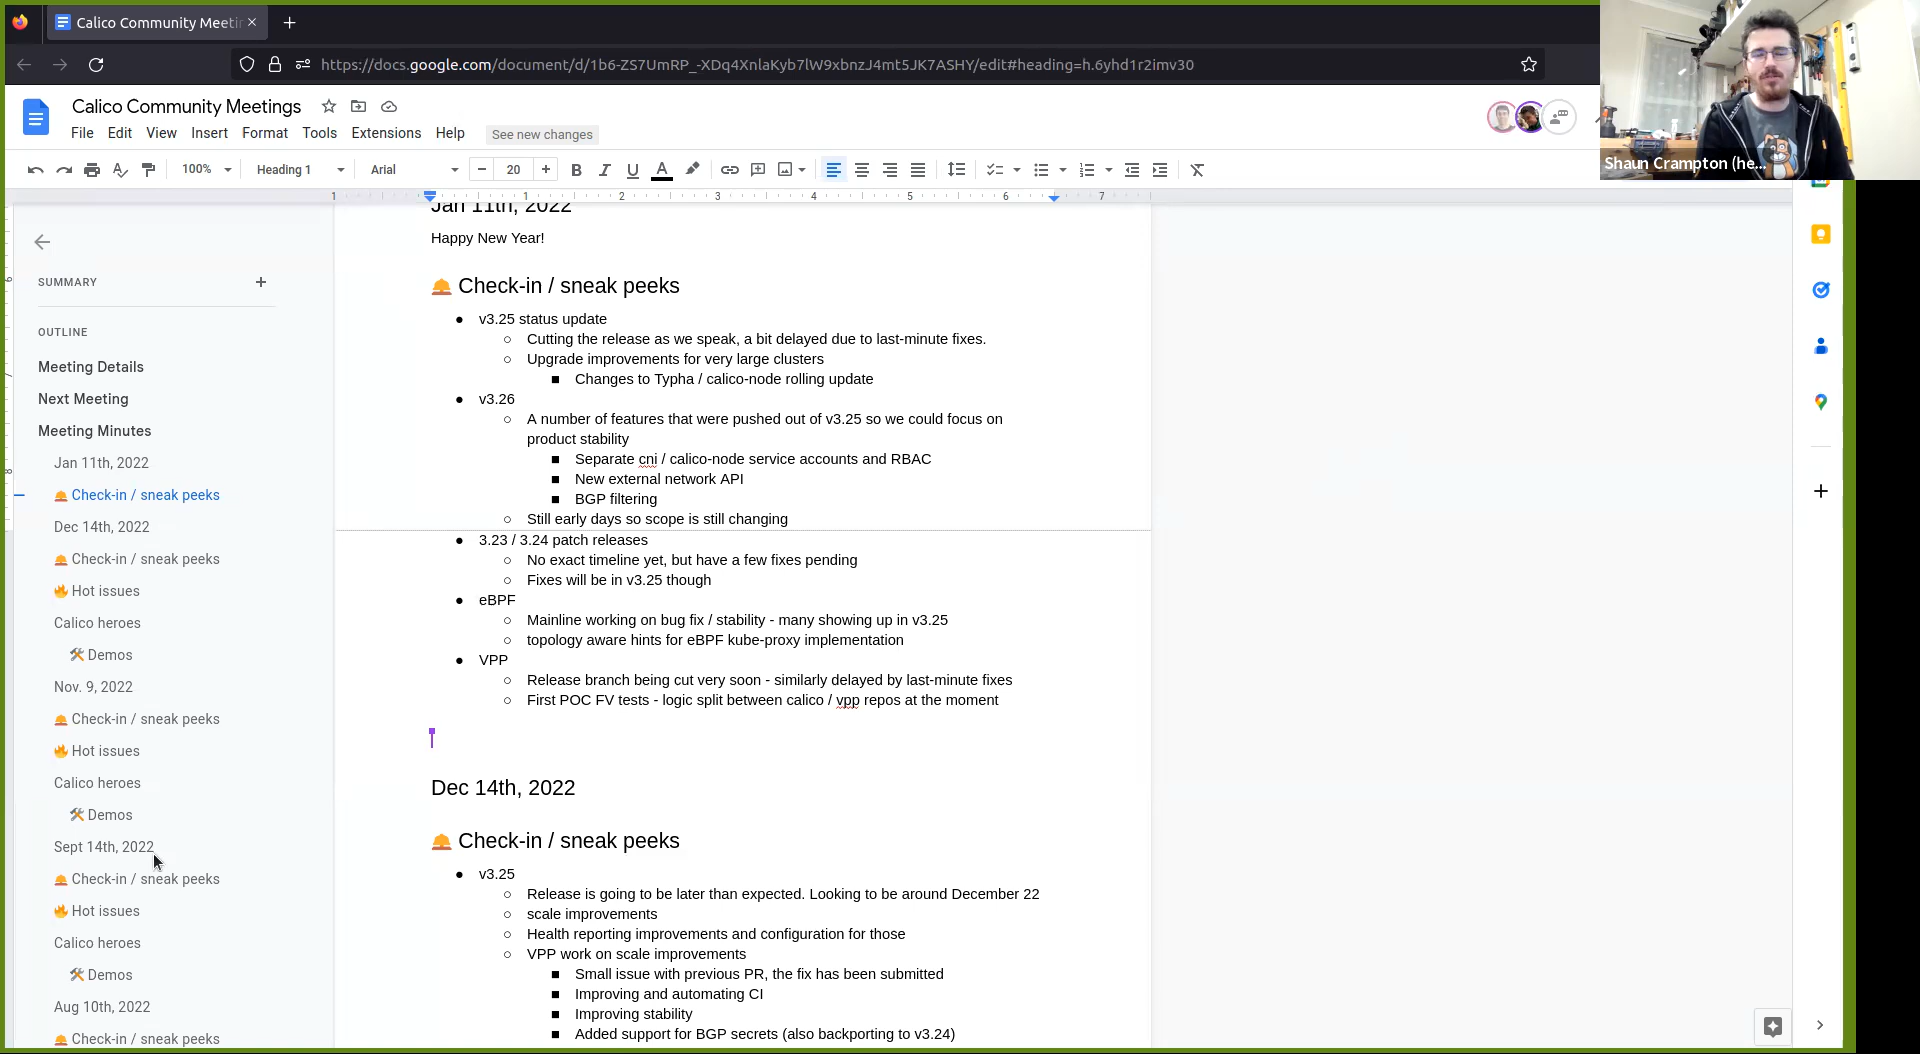 Calico Community Meeti
https://docs.google.com/document/d/1b6-ZS7UmRP_-XDq4XnlaKyb7lW9xbnzJ4mt5JK7ASHY/edit#heading=h.6yhd1r2imv30
Calico Community Meetings
File Edit View Insert Format Tools Extensions Help See new changes
100% Heading 1 Arial 20
Shaun Crampton (he...
1 1 2 3 4 5 6 7
SUMMARY
OUTLINE
Meeting Details
Next Meeting
Meeting Minutes
Jan 11th, 2022
🛎 Check-in / sneak peeks
Dec 14th, 2022
🛎 Check-in / sneak peeks
🔥 Hot issues
Calico heroes
🛠 Demos
Nov. 9, 2022
🛎 Check-in / sneak peeks
🔥 Hot issues
Calico heroes
🛠 Demos
Sept 14th, 2022
🛎 Check-in / sneak peeks
🔥 Hot issues
Calico heroes
🛠 Demos
Aug 10th, 2022
🛎 Check-in / sneak peeks
Jan 11th, 2022
Happy New Year!
🛎 Check-in / sneak peeks
● v3.25 status update
○ Cutting the release as we speak, a bit delayed due to last-minute fixes.
○ Upgrade improvements for very large clusters
■ Changes to Typha / calico-node rolling update
● v3.26
○ A number of features that were pushed out of v3.25 so we could focus on
product stability
■ Separate cni / calico-node service accounts and RBAC
■ New external network API
■ BGP filtering
○ Still early days so scope is still changing
● 3.23 / 3.24 patch releases
○ No exact timeline yet, but have a few fixes pending
○ Fixes will be in v3.25 though
● eBPF
○ Mainline working on bug fix / stability - many showing up in v3.25
○ topology aware hints for eBPF kube-proxy implementation
● VPP
○ Release branch being cut very soon - similarly delayed by last-minute fixes
○ First POC FV tests - logic split between calico / vpp repos at the moment
Dec 14th, 2022
🛎 Check-in / sneak peeks
● v3.25
○ Release is going to be later than expected. Looking to be around December 22
○ scale improvements
○ Health reporting improvements and configuration for those
○ VPP work on scale improvements
■ Small issue with previous PR, the fix has been submitted
■ Improving and automating CI
■ Improving stability
■ Added support for BGP secrets (also backporting to v3.24)